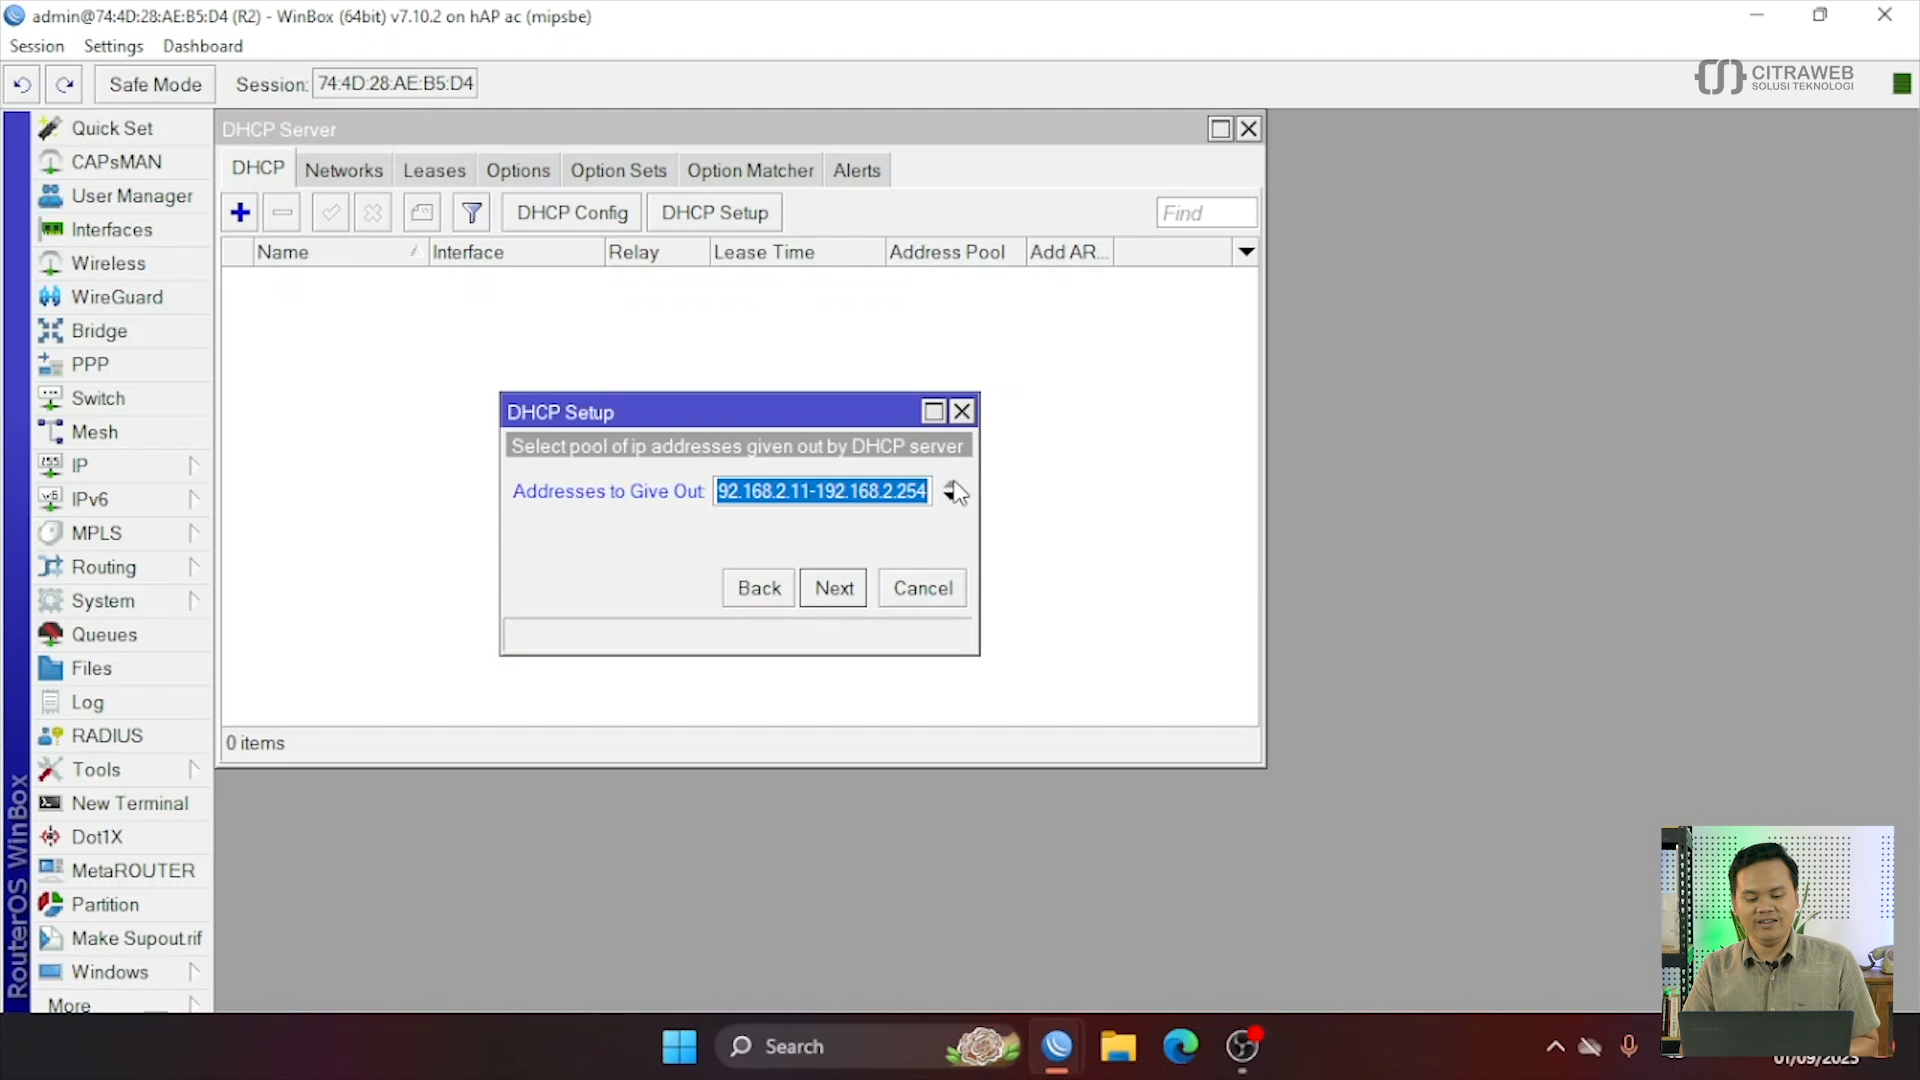 admin@74:4D:28:AE:B5:D4 (R2) - WinBox (64bit) v7.10.2 on hAP ac (mipsbe)
Session Settings Dashboard
Safe Mode Session: 74:4D:28:AE:B5:D4
CITRAWEB
SOLUSI TEKNOLOGI
Quick Set
CAPsMAN
User Manager
Interfaces
Wireless
WireGuard
Bridge
PPP
Switch
Mesh
IP
IPv6
MPLS
Routing
System
Queues
Files
Log
RADIUS
Tools
New Terminal
Dot1X
MetaROUTER
Partition
Make Supout.rif
Windows
More
RouterOS WinBox
DHCP Server
DHCP Networks Leases Options Option Sets Option Matcher Alerts
DHCP Config DHCP Setup Find
Name Interface Relay Lease Time Address Pool Add AR...
DHCP Setup
Select pool of ip addresses given out by DHCP server
Addresses to Give Out: 92.168.2.11-192.168.2.254
Back Next Cancel
0 items
Search
01/09/2023